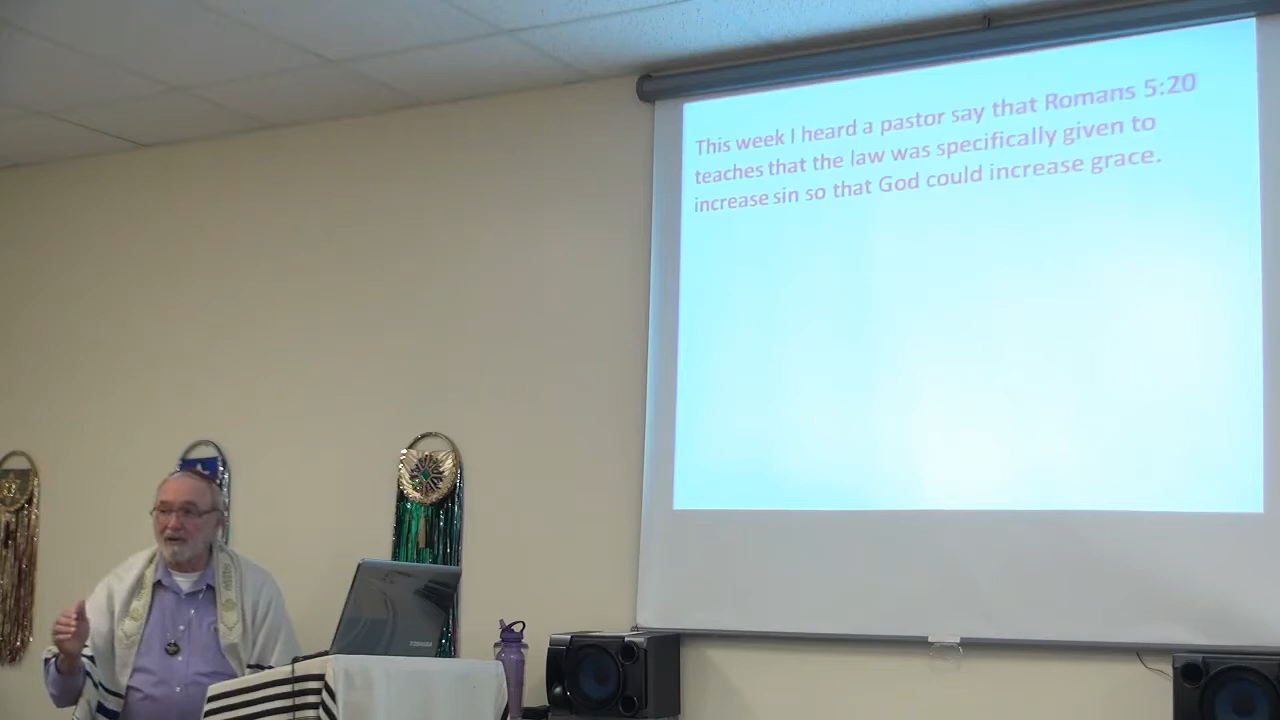 This week I heard a pastor say that Romans 5:20
teaches that the law was specifically given to
increase sin so that God could increase grace.
TOSHIBA